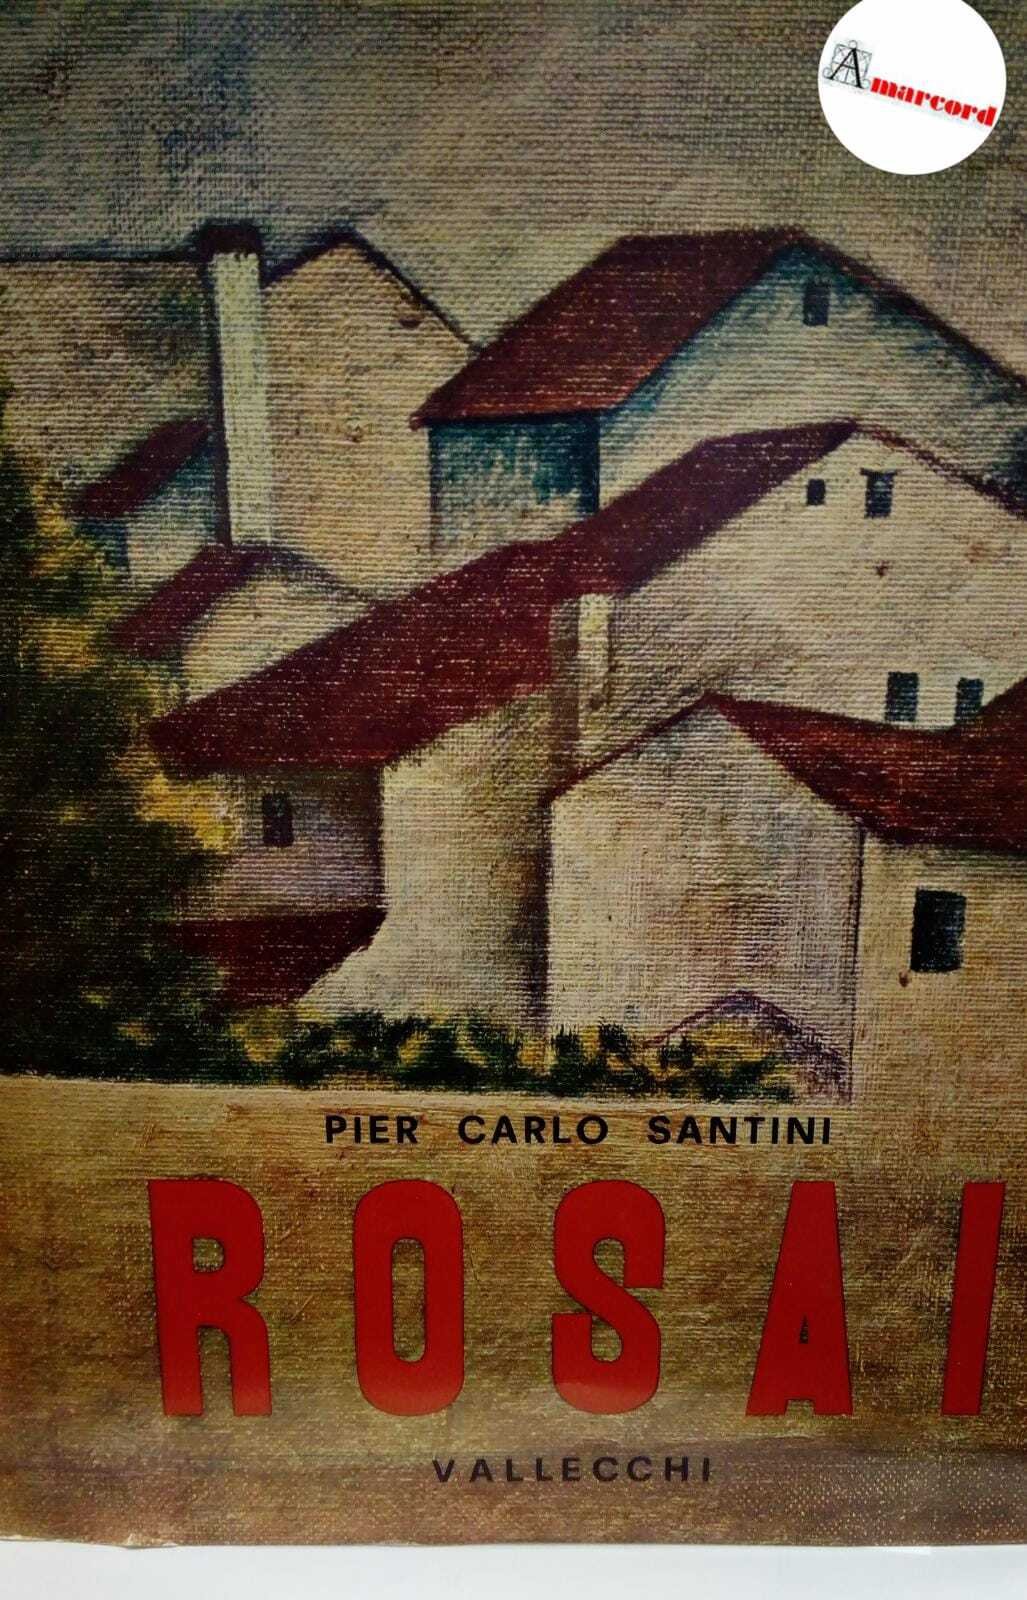 Amarcord
PIER CARLO SANTINI
ROSAI
VALLECCHI